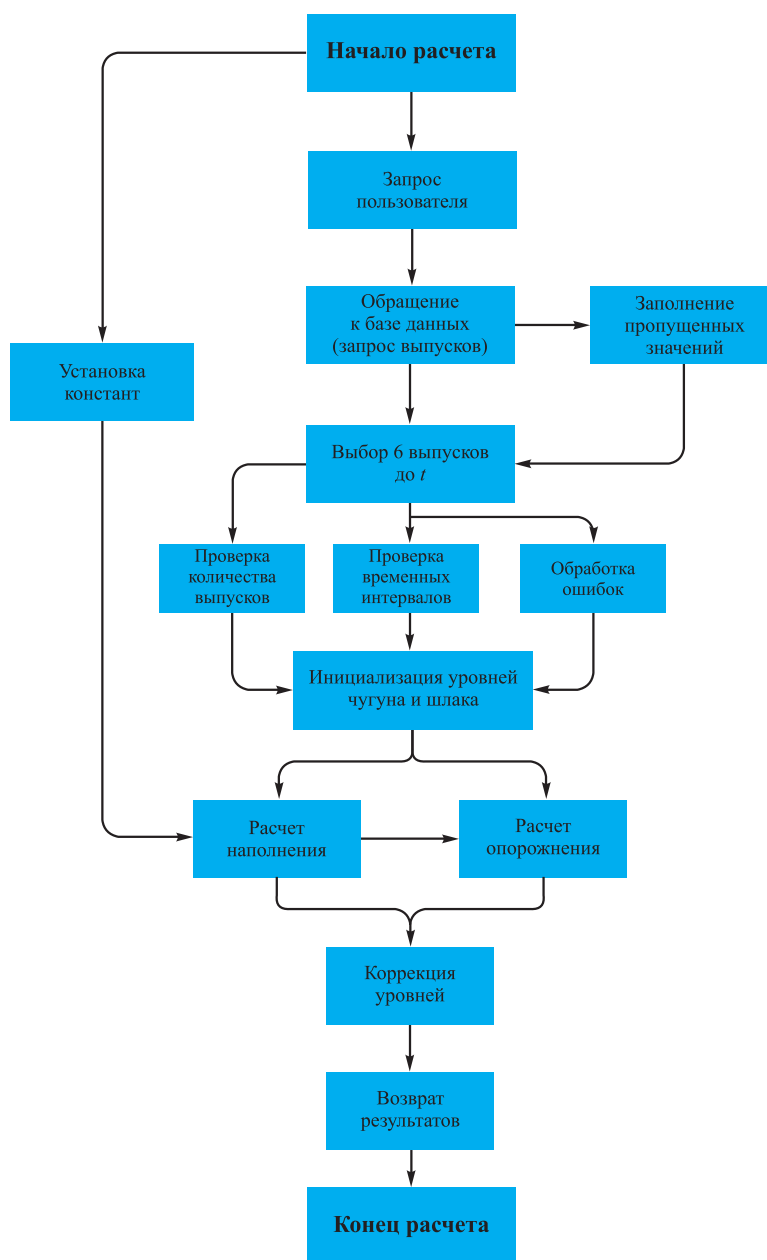 Начало расчета
Запрос
пользователя
Обращение
к базе данных
(запрос выпусков)
Заполнение
пропущенных
значений
Установка
констант
Выбор 6 выпусков
до t
Проверка
количества
выпусков
Проверка
временных
интервалов
Обработка
ошибок
Инициализация уровней
чугуна и шлака
Расчет
наполнения
Расчет
опорожнения
Коррекция
уровней
Возврат
результатов
Конец расчета